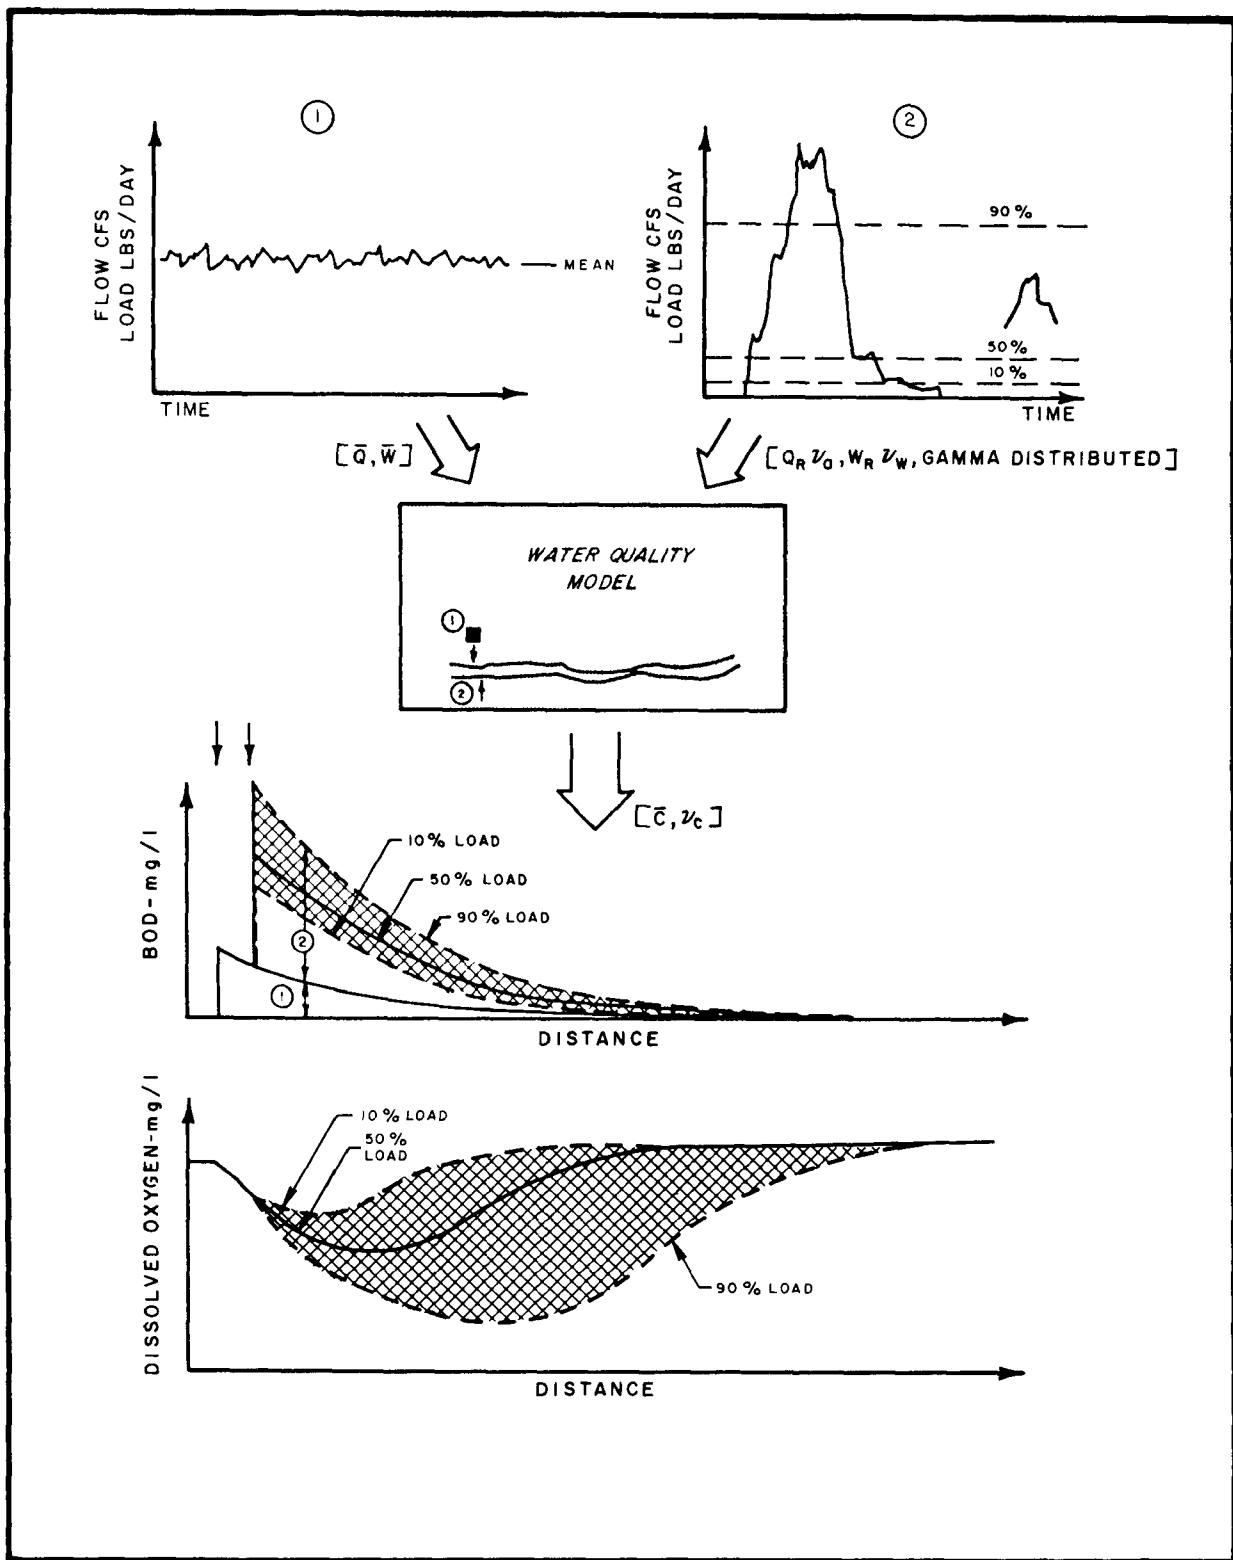 ①
FLOW CFS
LOAD LBS/DAY
MEAN
TIME
②
FLOW CFS
LOAD LBS/DAY
90%
50%
10%
TIME
[Q̄, W̄]
[Q_R ν_Q, W_R ν_W, GAMMA DISTRIBUTED]
WATER QUALITY
MODEL
①
②
[C̄, ν_C]
BOD-mg/l
10% LOAD
50% LOAD
90% LOAD
②
①
DISTANCE
DISSOLVED OXYGEN-mg/l
10% LOAD
50%
LOAD
90% LOAD
DISTANCE